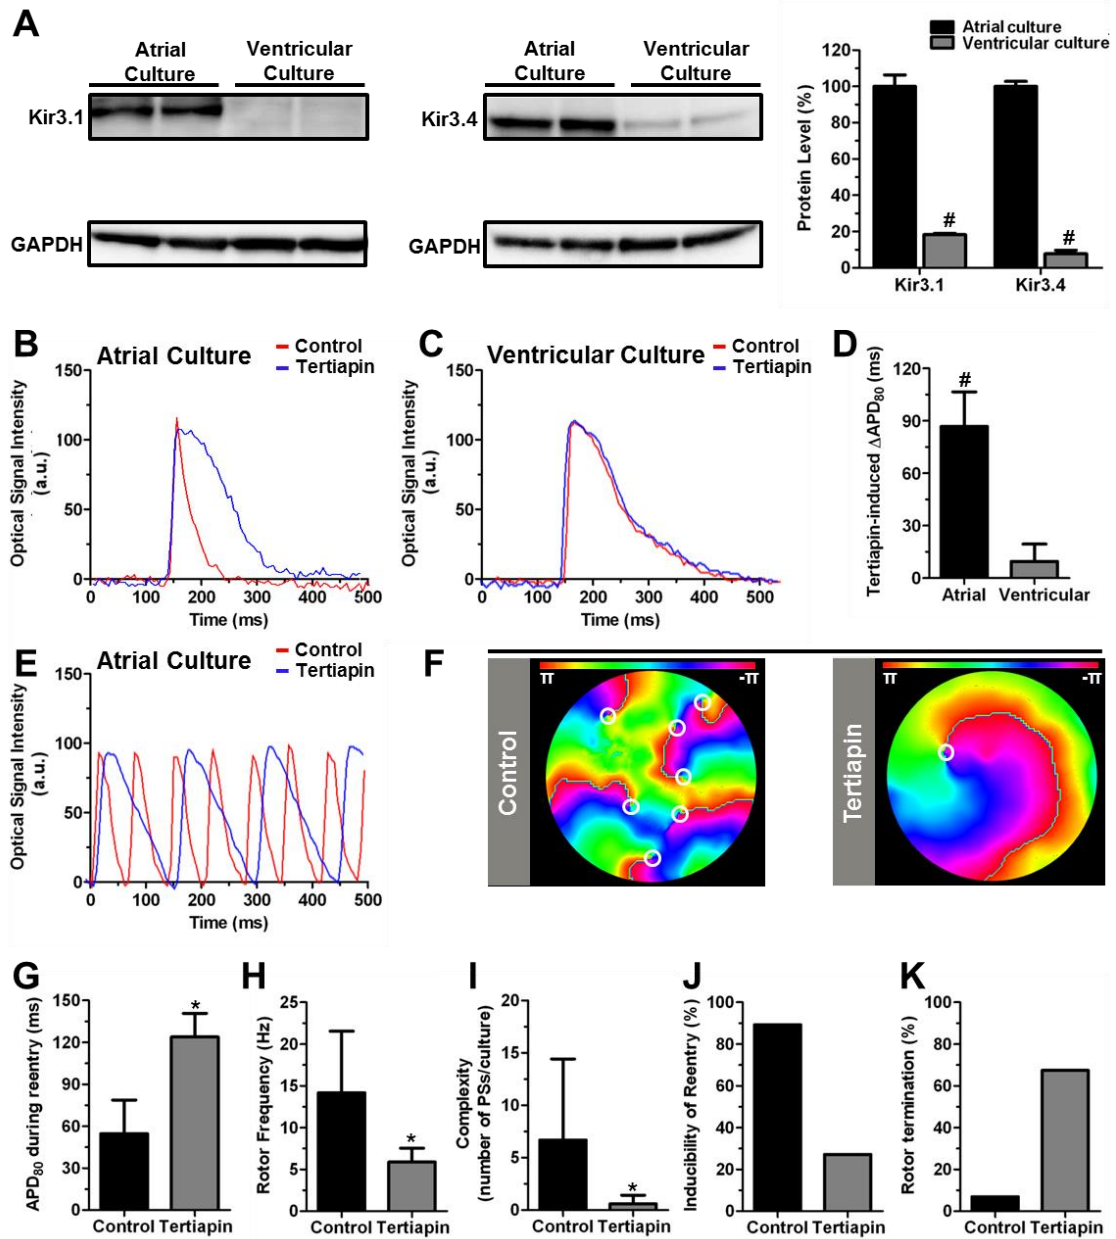 A
Atrial
Culture
Ventricular
Culture
Kir3.1
GAPDH
Atrial
Culture
Ventricular
Culture
Kir3.4
GAPDH
Atrial culture
Ventricular culture
Protein Level (%)
120
100
80
60
40
20
0
#
#
Kir3.1
Kir3.4
B
Atrial Culture
Control
Tertiapin
Optical Signal Intensity
(a.u.)
150
100
50
0
0 100 200 300 400 500
Time (ms)
C
Ventricular Culture
Control
Tertiapin
Optical Signal Intensity
(a.u.)
150
100
50
0
0 100 200 300 400 500
Time (ms)
D
Tertiapin-induced ΔAPD80 (ms)
120
90
60
30
0
#
Atrial Ventricular
E
Atrial Culture
Control
Tertiapin
Optical Signal Intensity
(a.u.)
150
100
50
0
0 100 200 300 400 500
Time (ms)
F
Control
π -π
Tertiapin
π -π
G
APD80 during reentry (ms)
150
120
90
60
30
0
*
Control Tertiapin
H
Rotor Frequency (Hz)
25
20
15
10
5
0
*
Control Tertiapin
I
Complexity
(number of PSs/culture)
20
15
10
5
0
*
Control Tertiapin
J
Inducibility of Reentry (%)
100
80
60
40
20
0
Control Tertiapin
K
Rotor termination (%)
100
80
60
40
20
0
Control Tertiapin